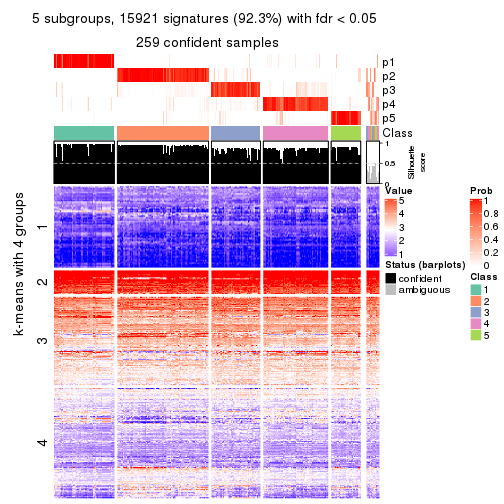 5 subgroups, 15921 signatures (92.3%) with fdr < 0.05
259 confident samples
p1
p2
p3
p4
p5
Class
1
0.5
0
Silhouette
score
k-means with 4 groups
1
2
3
4
Value
5
4
3
2
1
Status (barplots)
confident
ambiguous
Prob
1
0.8
0.6
0.4
0.2
0
Class
1
2
3
4
5